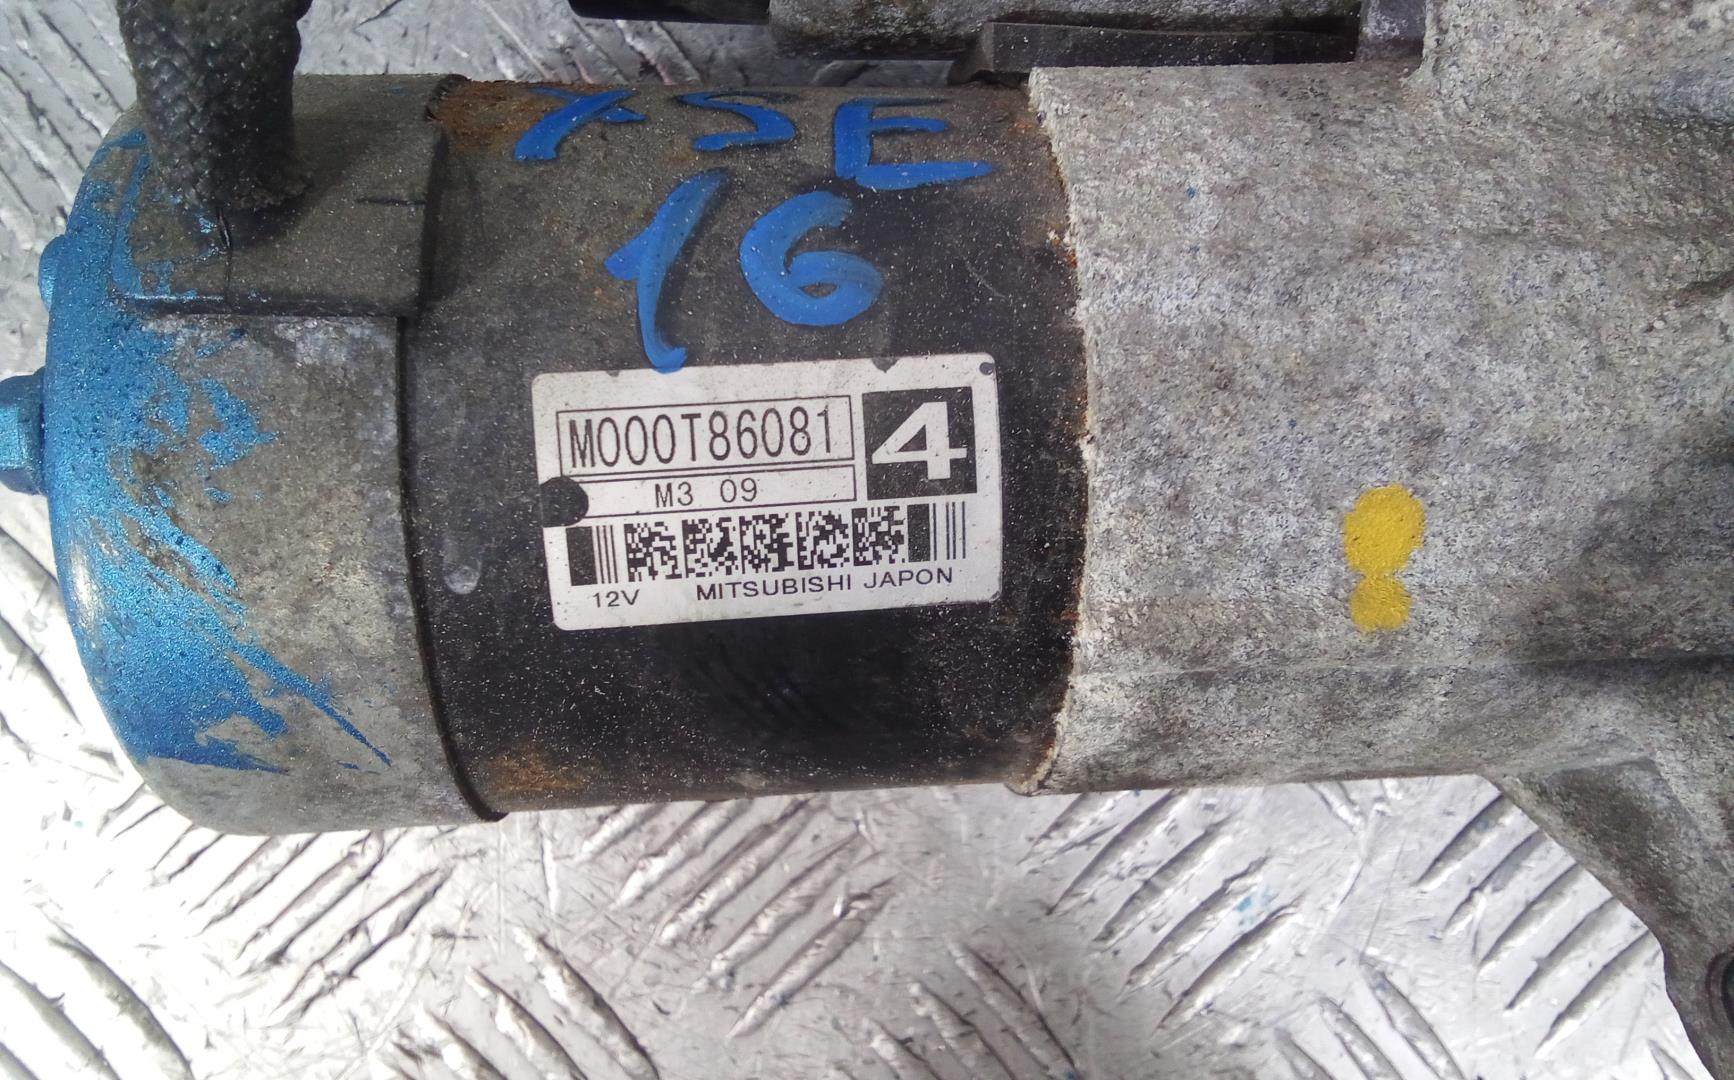 XSE
16
M000T86081
4
M3 09
12V MITSUBISHI JAPON